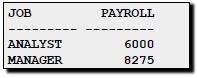 JOB PAYROLL
--------- ---------
ANALYST 6000
MANAGER 8275